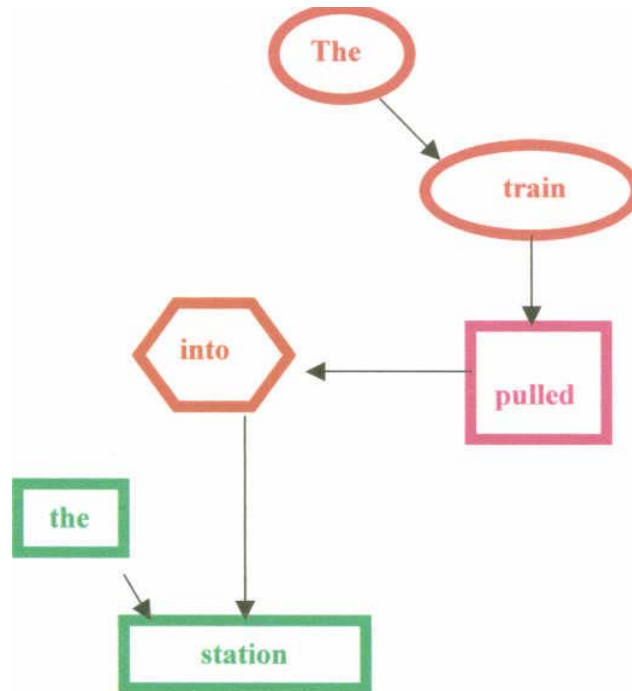 The
train
pulled
into
the
station